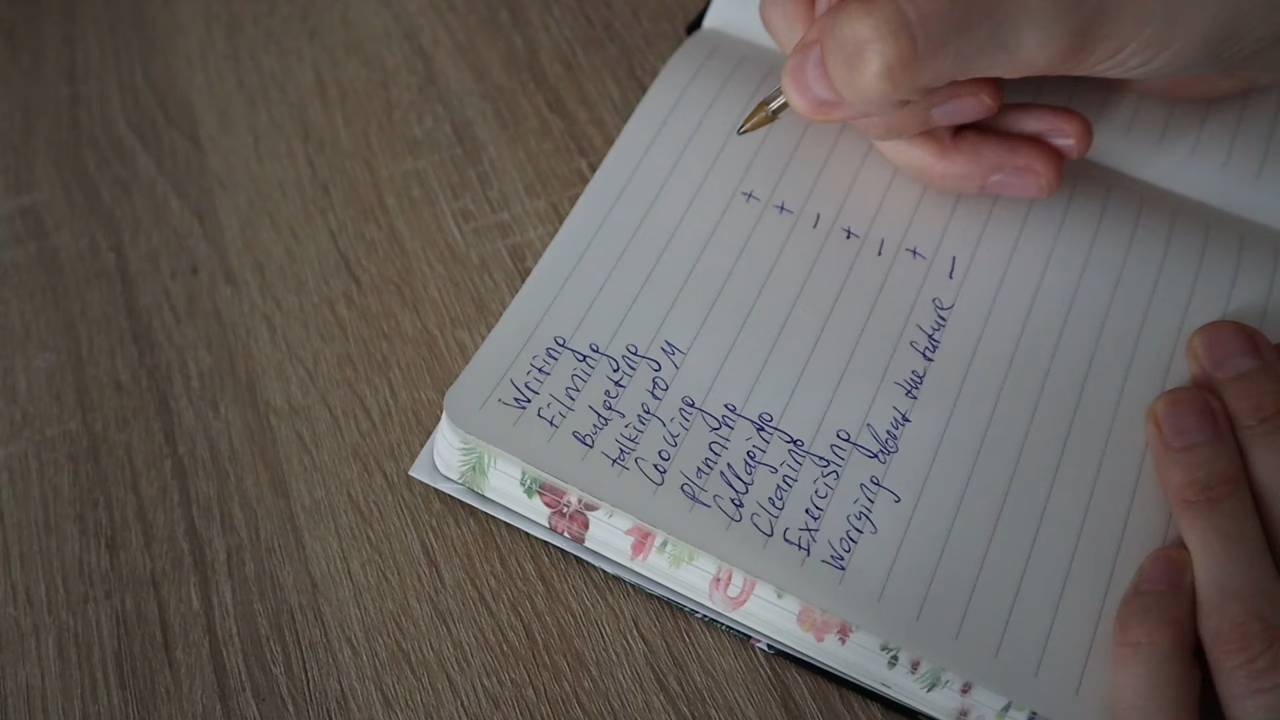 Writing
Filming
Budgeting
talking to M +
Cooking +
Planning -
Collaging +
Cleaning -
Exercising +
Worrying about the future -